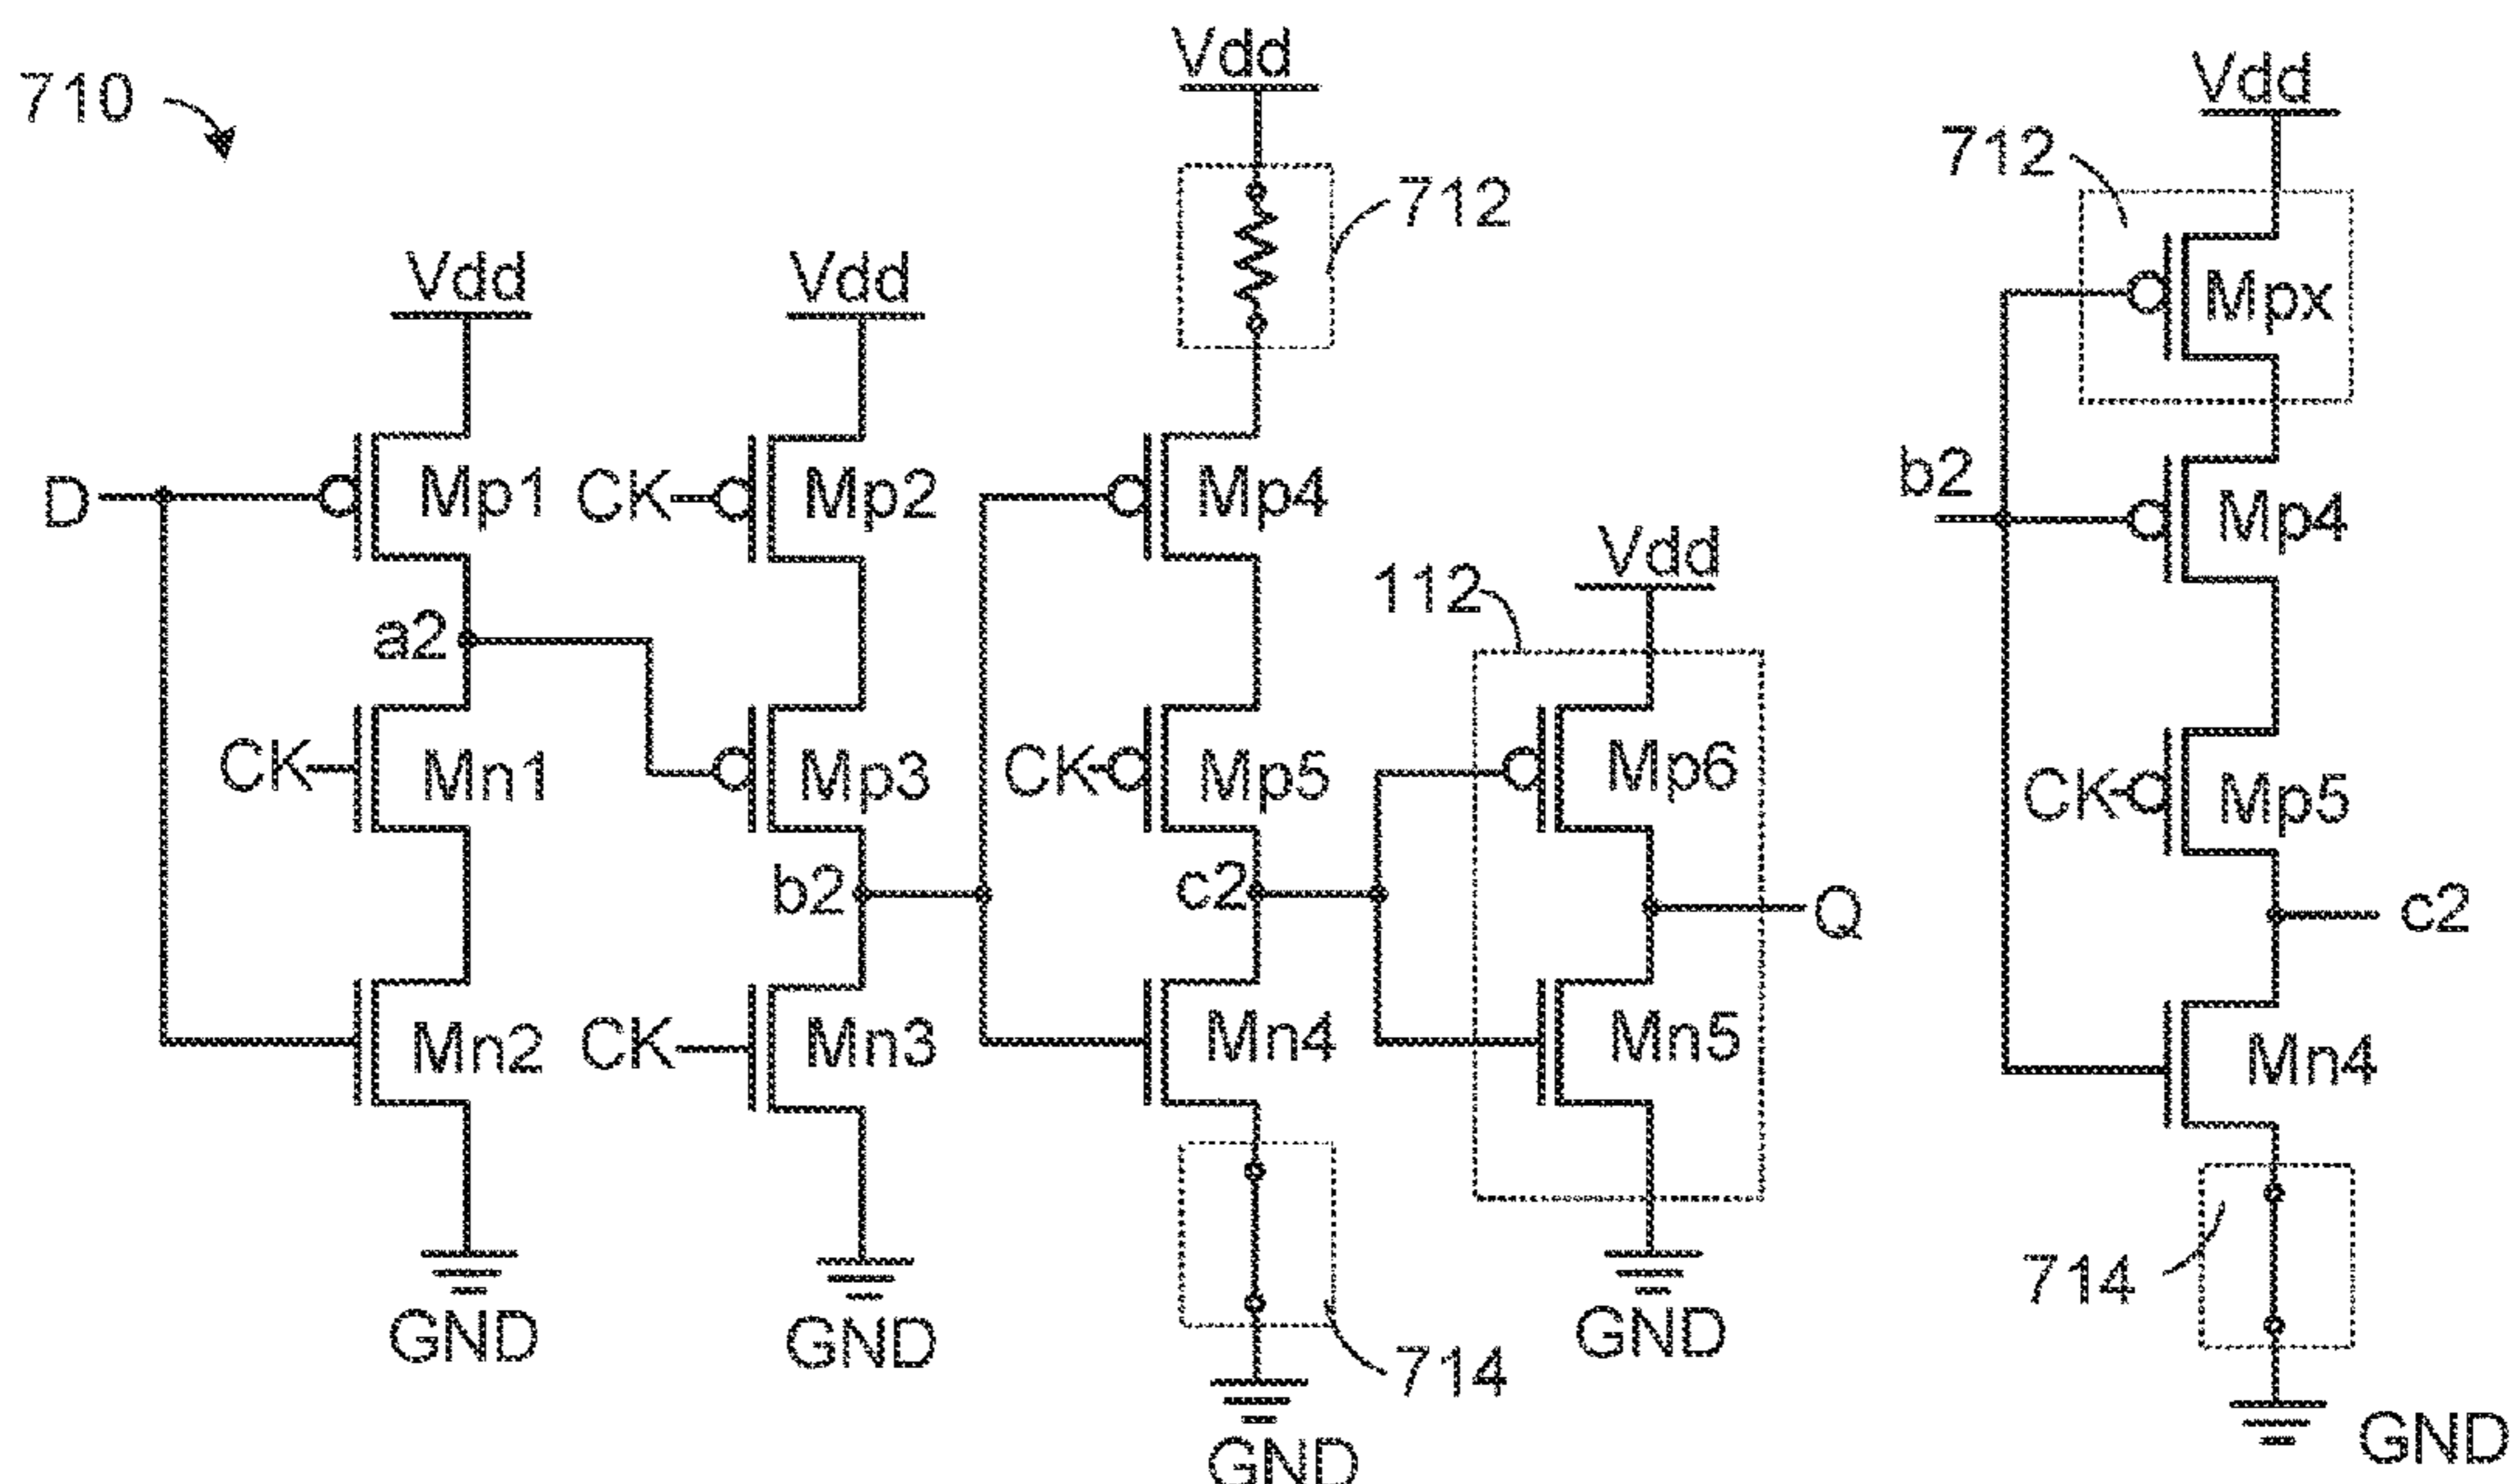 Vdd
Vdd
710
712
712
Vdd
Vdd
Mpx
D
Mp1
CK
Mp2
Mp4
b2
Mp4
Vdd
112
a2
CK
Mn1
Mp3
CK
Mp5
Mp6
CK
Mp5
b2
c2
Q
c2
Mn2
CK
Mn3
Mn4
Mn5
Mn4
714
GND
GND
GND
714
GND
GND